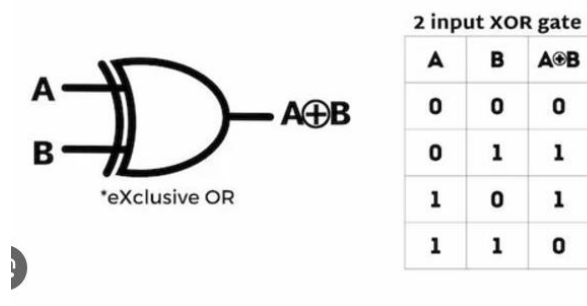 A
B
A⊕B
*eXclusive OR
2 input XOR gate
A B A⊕B
0 0 0
0 1 1
1 0 1
1 1 0